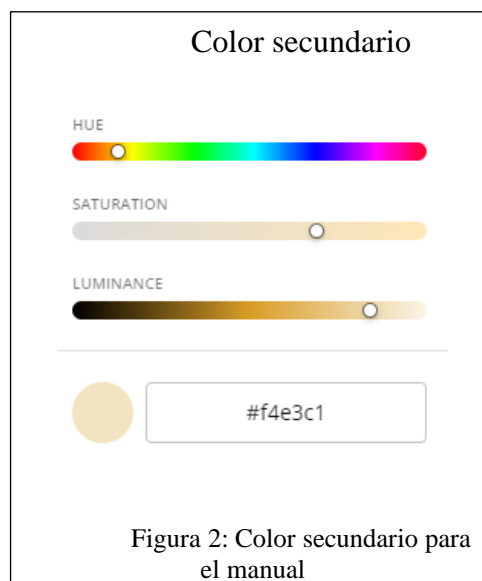 Color secundario
HUE
SATURATION
LUMINANCE
#f4e3c1
Figura 2: Color secundario para
el manual